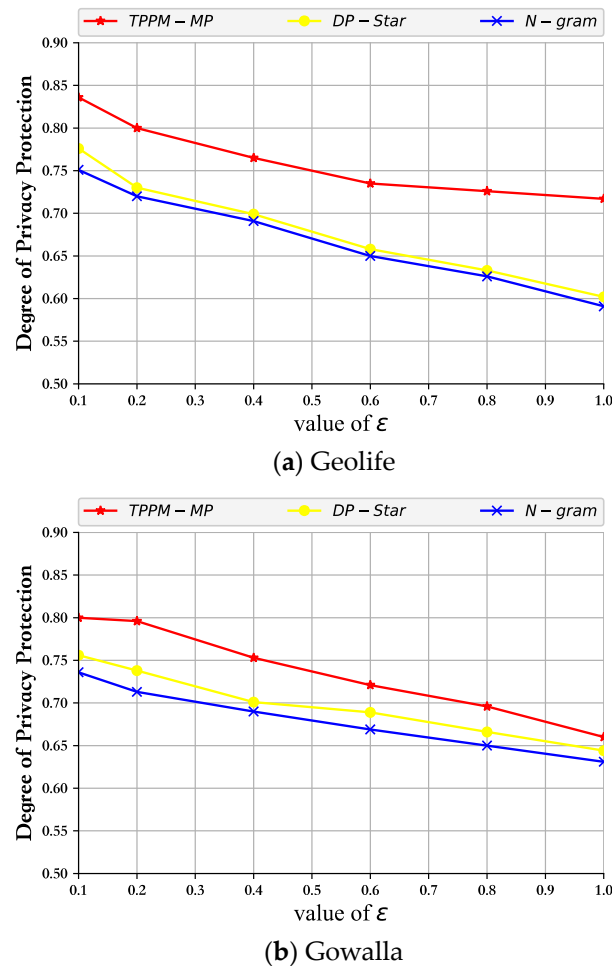 TPPM − MP DP − Star N − gram
0.90
0.85
0.80
0.75
0.70
0.65
0.60
0.55
0.50
Degree of Privacy Protection
0.1 0.2 0.3 0.4 0.5 0.6 0.7 0.8 0.9 1.0
value of ε
(a) Geolife
TPPM − MP DP − Star N − gram
0.90
0.85
0.80
0.75
0.70
0.65
0.60
0.55
0.50
Degree of Privacy Protection
0.1 0.2 0.3 0.4 0.5 0.6 0.7 0.8 0.9 1.0
value of ε
(b) Gowalla